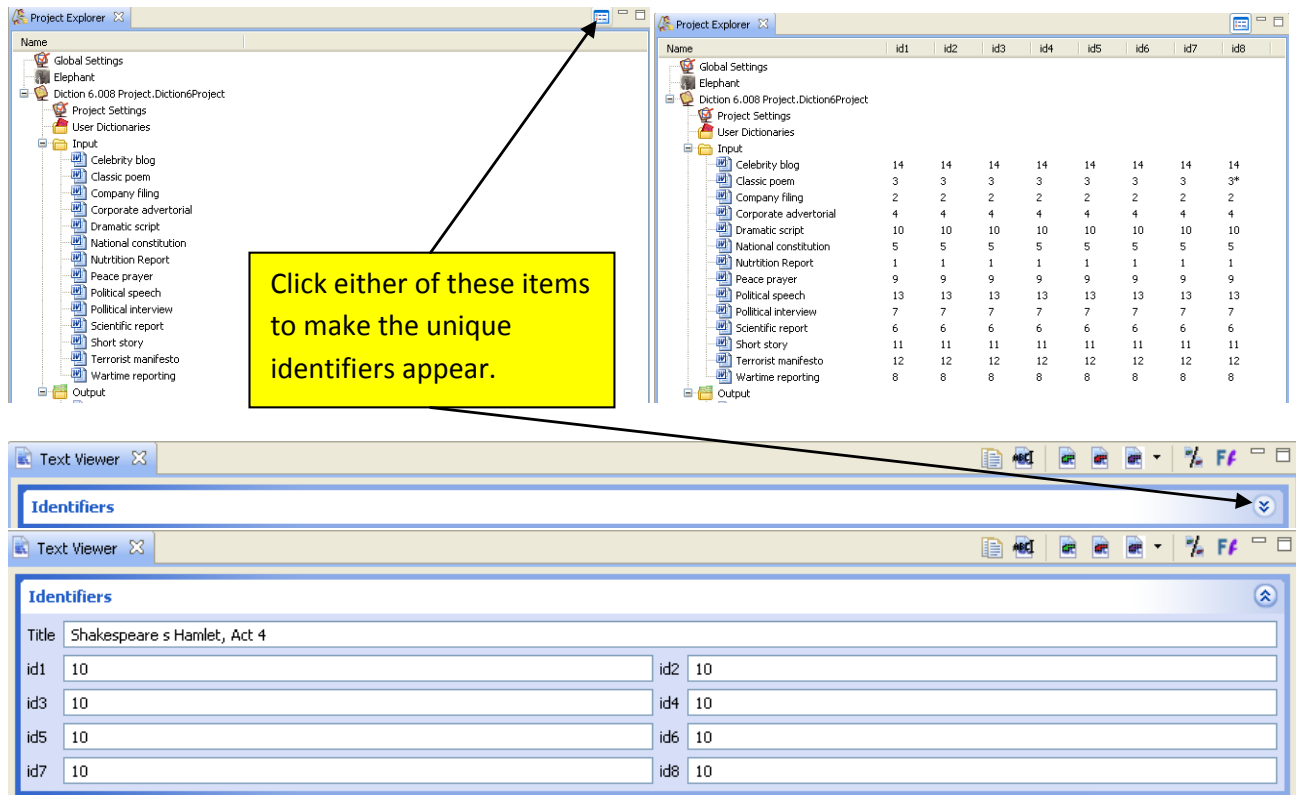 Project Explorer
Name
Global Settings
Elephant
Diction 6.008 Project.Diction6Project
Project Settings
User Dictionaries
Input
Celebrity blog
Classic poem
Company filing
Corporate advertorial
Dramatic script
National constitution
Nutrtition Report
Peace prayer
Political speech
Pollitical interview
Scientific report
Short story
Terrorist manifesto
Wartime reporting
Output
Click either of these items
to make the unique
identifiers appear.
Project Explorer
Name id1 id2 id3 id4 id5 id6 id7 id8
Global Settings
Elephant
Diction 6.008 Project.Diction6Project
Project Settings
User Dictionaries
Input
Celebrity blog 14 14 14 14 14 14 14 14
Classic poem 3 3 3 3 3 3 3 3*
Company filing 2 2 2 2 2 2 2 2
Corporate advertorial 4 4 4 4 4 4 4 4
Dramatic script 10 10 10 10 10 10 10 10
National constitution 5 5 5 5 5 5 5 5
Nutrtition Report 1 1 1 1 1 1 1 1
Peace prayer 9 9 9 9 9 9 9 9
Political speech 13 13 13 13 13 13 13 13
Pollitical interview 7 7 7 7 7 7 7 7
Scientific report 6 6 6 6 6 6 6 6
Short story 11 11 11 11 11 11 11 11
Terrorist manifesto 12 12 12 12 12 12 12 12
Wartime reporting 8 8 8 8 8 8 8 8
Output
Text Viewer
Identifiers
Text Viewer
Identifiers
Title Shakespeare s Hamlet, Act 4
id1 10 id2 10
id3 10 id4 10
id5 10 id6 10
id7 10 id8 10